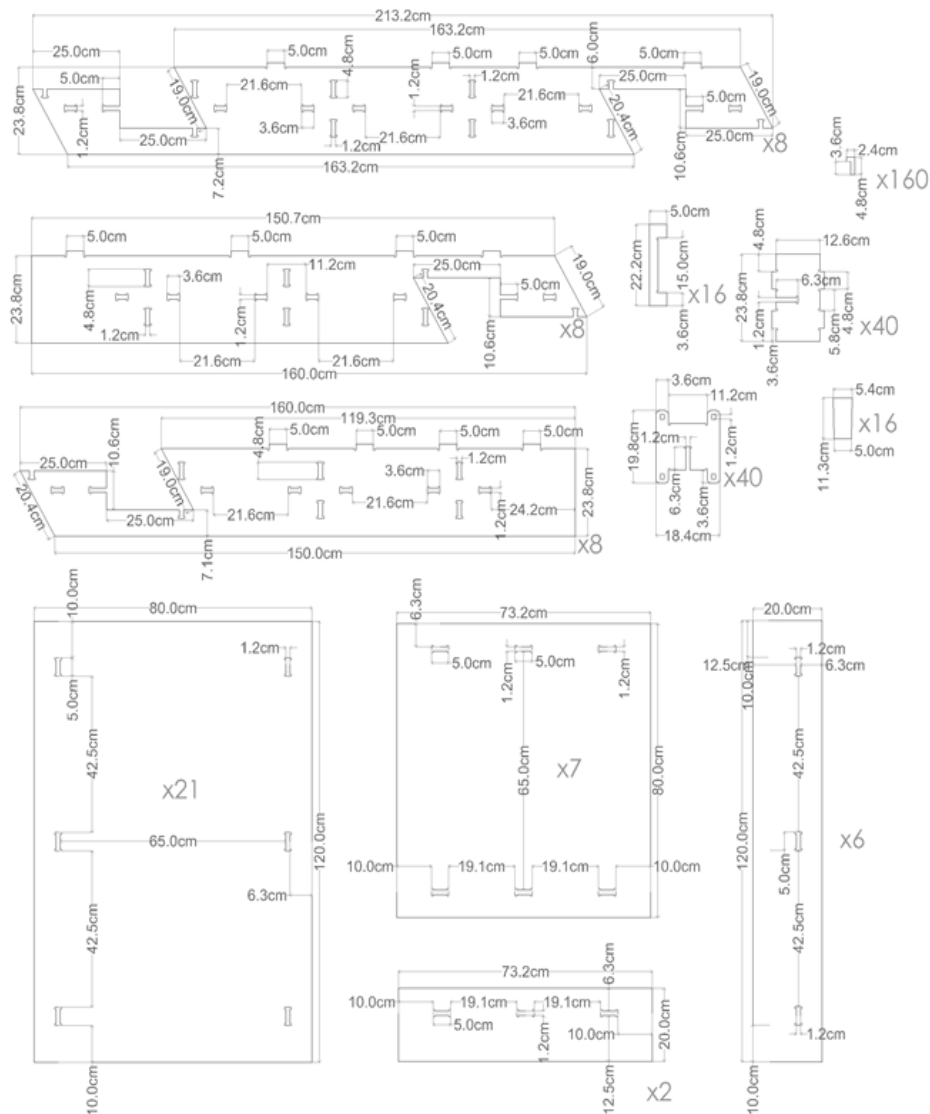 213.2cm
163.2cm
25.0cm
5.0cm
5.0cm
5.0cm
5.0cm
6.0cm
5.0cm
4.8cm
1.2cm
25.0cm
19.0cm
21.6cm
1.2cm
21.6cm
5.0cm
19.0cm
23.8cm
1.2cm
3.6cm
3.6cm
20.4cm
25.0cm
1.2cm
21.6cm
25.0cm
7.2cm
163.2cm
10.6cm
x8
3.6cm
2.4cm
4.8cm
x160
150.7cm
5.0cm
5.0cm
5.0cm
19.0cm
3.6cm
11.2cm
25.0cm
5.0cm
23.8cm
4.8cm
1.2cm
1.2cm
20.4cm
10.6cm
x8
21.6cm
21.6cm
160.0cm
5.0cm
22.2cm
15.0cm
x16
3.6cm
4.8cm
12.6cm
6.3cm
23.8cm
4.8cm
1.2cm
5.8cm
x40
3.6cm
160.0cm
119.3cm
10.6cm
5.0cm
5.0cm
5.0cm
5.0cm
4.8cm
1.2cm
25.0cm
19.0cm
3.6cm
20.4cm
25.0cm
21.6cm
21.6cm
1.2cm
24.2cm
23.8cm
7.1cm
150.0cm
x8
3.6cm
11.2cm
1.2cm
1.2cm
19.8cm
6.3cm
3.6cm
x40
18.4cm
5.4cm
x16
11.3cm
5.0cm
10.0cm
80.0cm
1.2cm
5.0cm
42.5cm
x21
65.0cm
120.0cm
6.3cm
42.5cm
10.0cm
6.3cm
73.2cm
5.0cm
1.2cm
5.0cm
1.2cm
65.0cm
x7
80.0cm
10.0cm
19.1cm
19.1cm
10.0cm
73.2cm
6.3cm
10.0cm
19.1cm
19.1cm
5.0cm
1.2cm
10.0cm
20.0cm
12.5cm
x2
20.0cm
1.2cm
12.5cm
6.3cm
10.0cm
42.5cm
120.0cm
5.0cm
x6
42.5cm
1.2cm
10.0cm